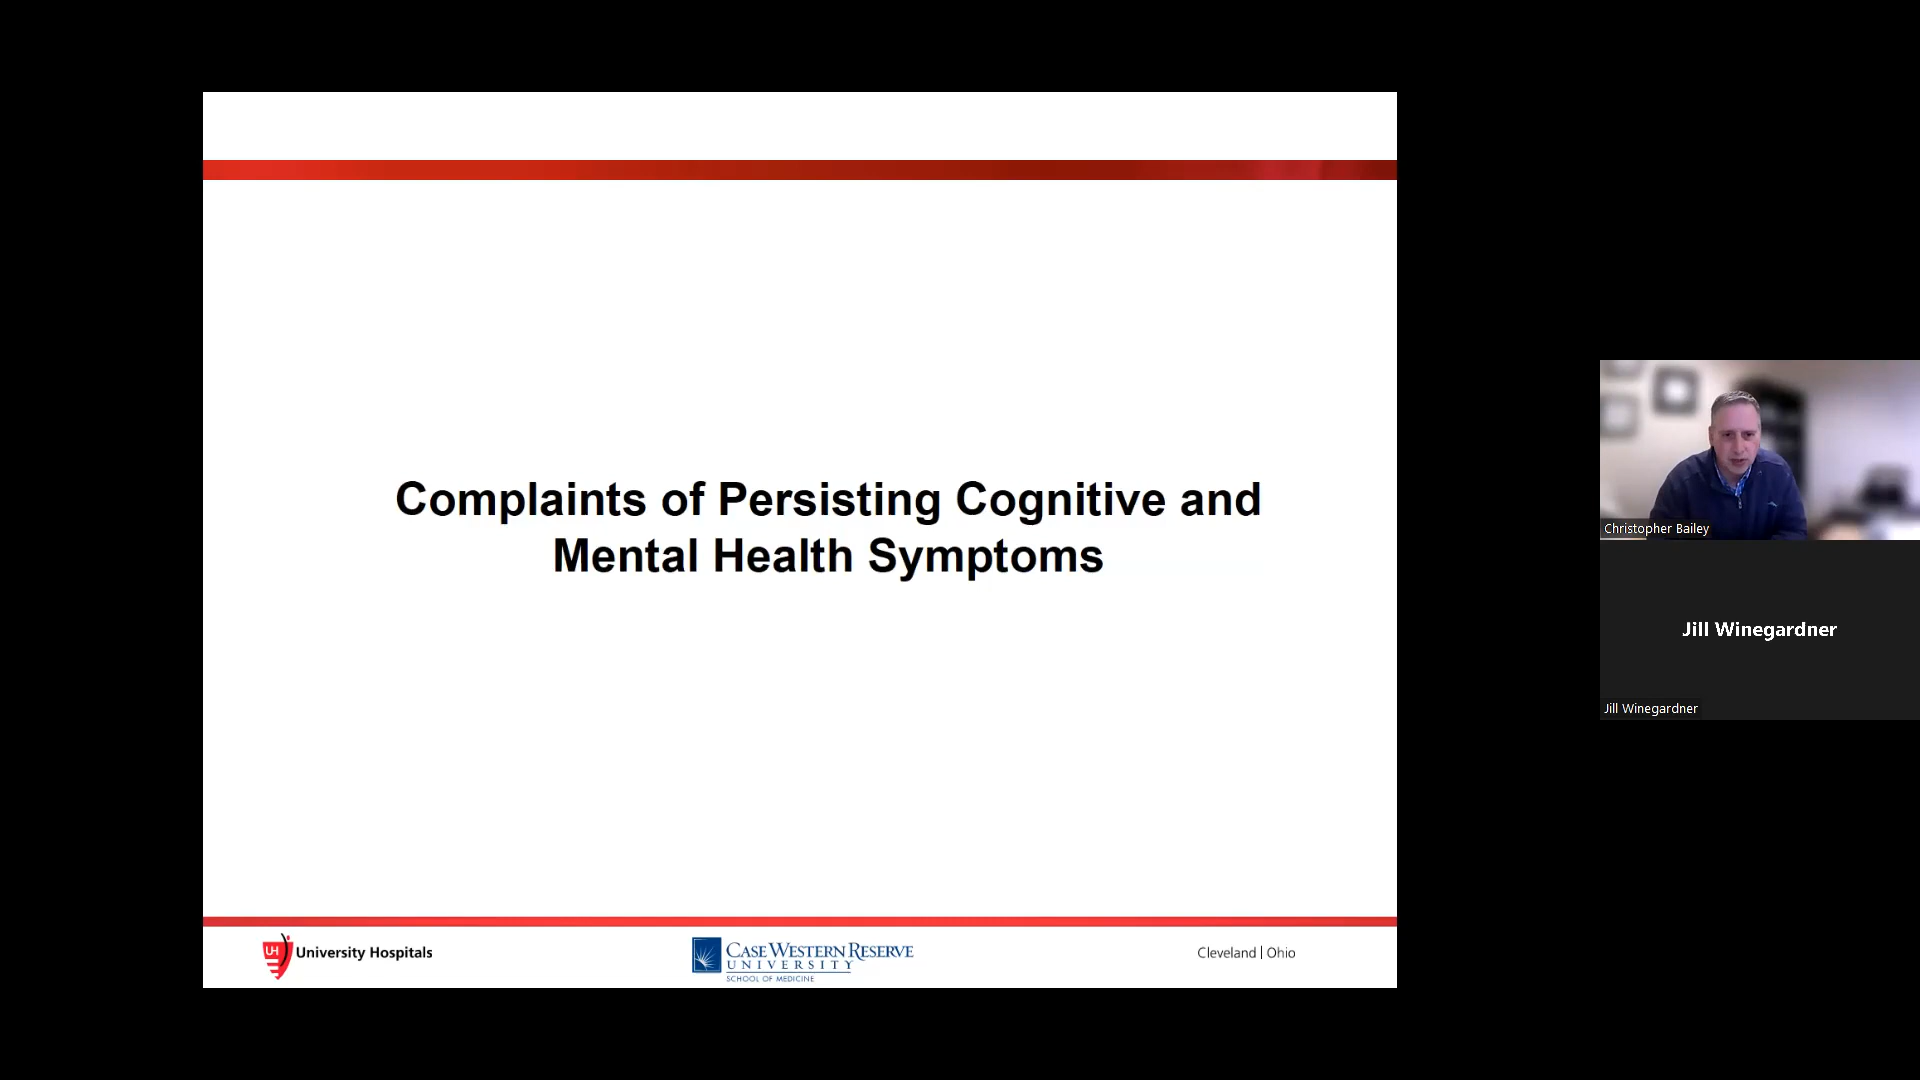 Complaints of Persisting Cognitive and
Mental Health Symptoms
UH University Hospitals
CASE WESTERN RESERVE
UNIVERSITY
SCHOOL OF MEDICINE
Cleveland | Ohio
Christopher Bailey
Jill Winegardner
Jill Winegardner